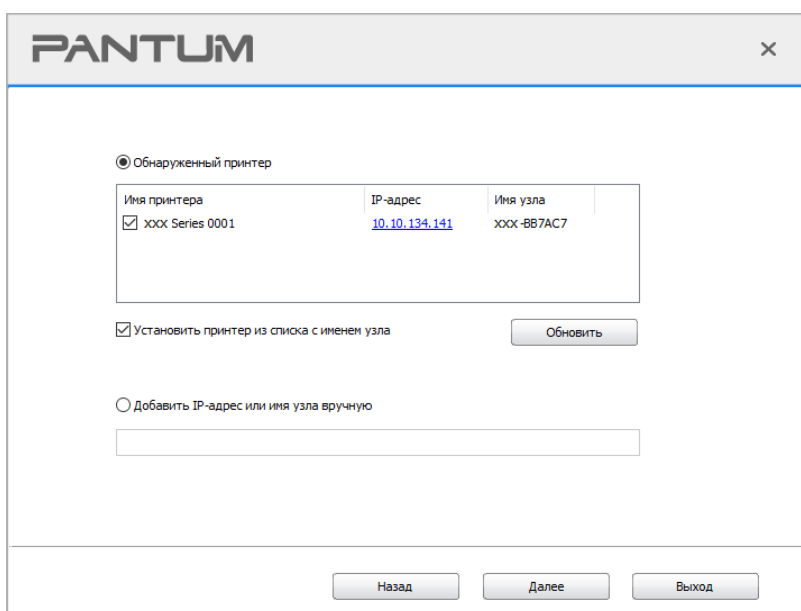 PANTUM
Обнаруженный принтер
Имя принтера IP-адрес Имя узла
XXX Series 0001 10.10.134.141 XXX-BB7AC7
Установить принтер из списка с именем узла Обновить
Добавить IP-адрес или имя узла вручную
Назад Далее Выход